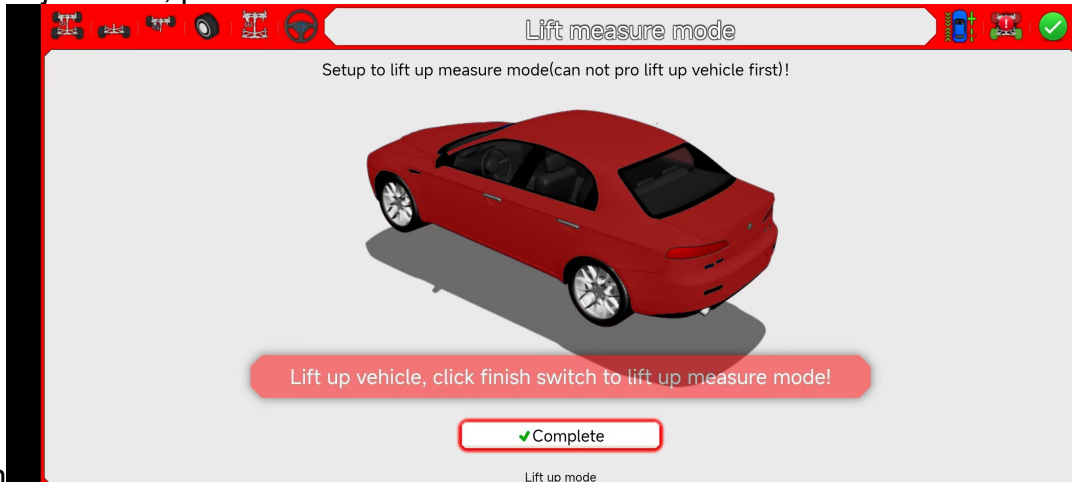 Lift measure mode
Setup to lift up measure mode(can not pro lift up vehicle first)!
Lift up vehicle, click finish switch to lift up measure mode!
✔Complete
Lift up mode